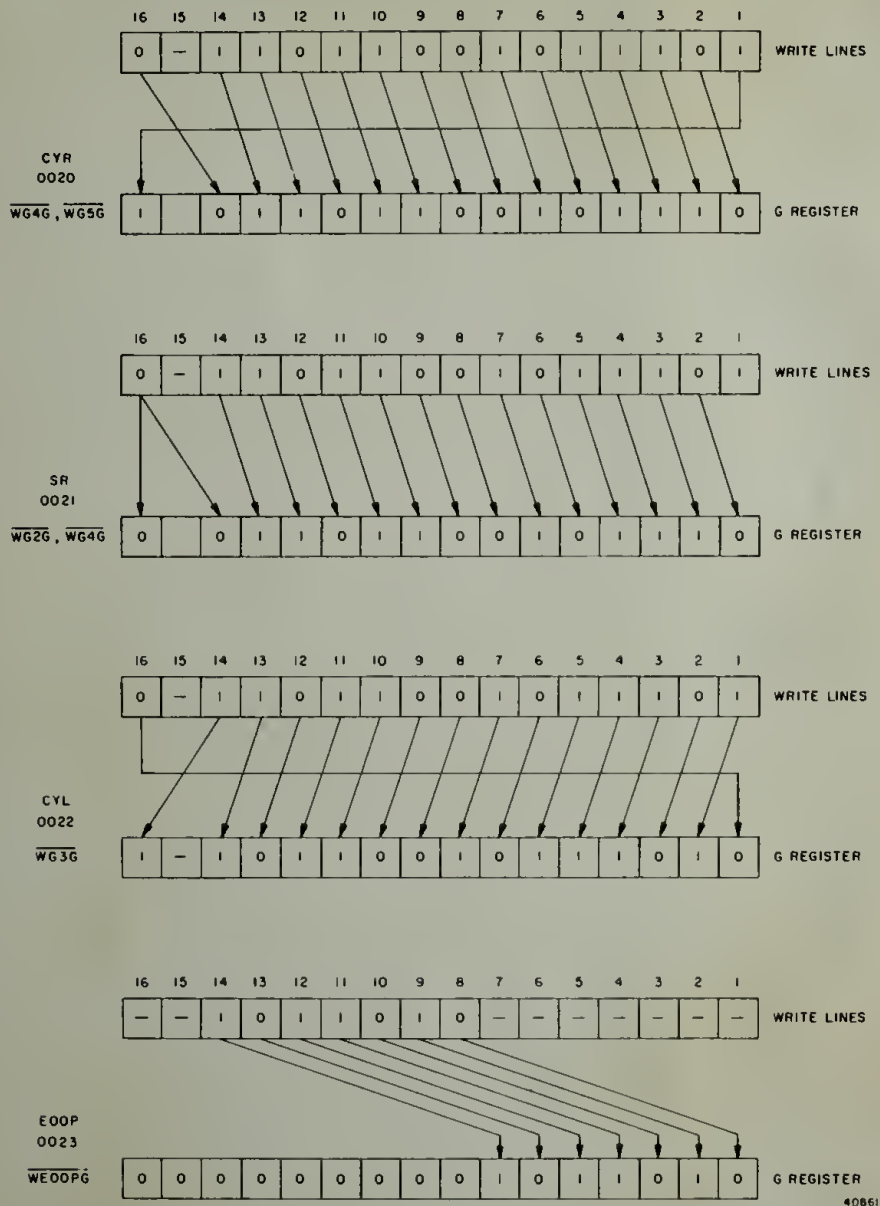 16 15 14 13 12 11 10 9 8 7 6 5 4 3 2 1
0 - 1 1 0 1 1 0 0 1 0 1 1 1 0 1 WRITE LINES
CYR
0020
WG4G, WG5G 1 0 1 1 0 1 1 0 0 1 0 1 1 1 0 G REGISTER
16 15 14 13 12 11 10 9 8 7 6 5 4 3 2 1
0 - 1 1 0 1 1 0 0 1 0 1 1 1 0 1 WRITE LINES
SR
0021
WG2G, WG4G 0 0 1 1 0 1 1 0 0 1 0 1 1 1 0 G REGISTER
16 15 14 13 12 11 10 9 8 7 6 5 4 3 2 1
0 - 1 1 0 1 1 0 0 1 0 1 1 1 0 1 WRITE LINES
CYL
0022
WG3G 1 - 1 0 1 1 0 0 1 0 1 1 1 0 1 0 G REGISTER
16 15 14 13 12 11 10 9 8 7 6 5 4 3 2 1
- - 1 0 1 1 0 1 0 - - - - - - - WRITE LINES
EDOP
0023
WEDOPG 0 0 0 0 0 0 0 0 0 1 0 1 1 0 1 0 G REGISTER
40861